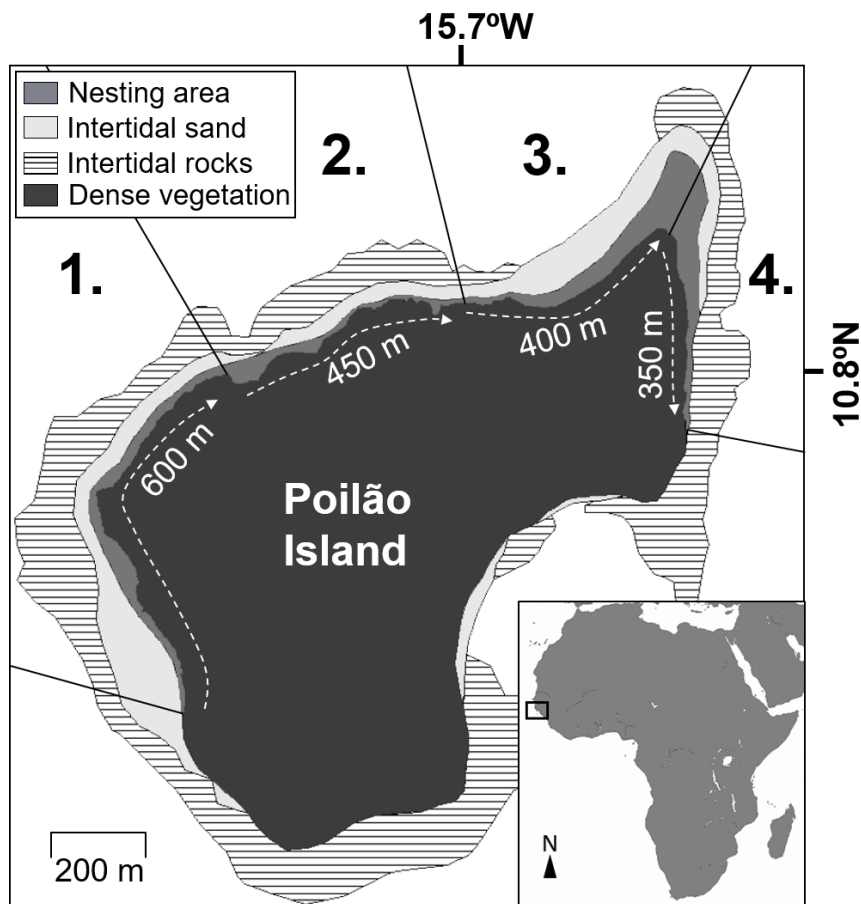 15.7ºW
Nesting area
Intertidal sand
Intertidal rocks
Dense vegetation
1.
2.
3.
4.
10.8ºN
600 m
450 m
400 m
350 m
Poilão
Island
200 m
N